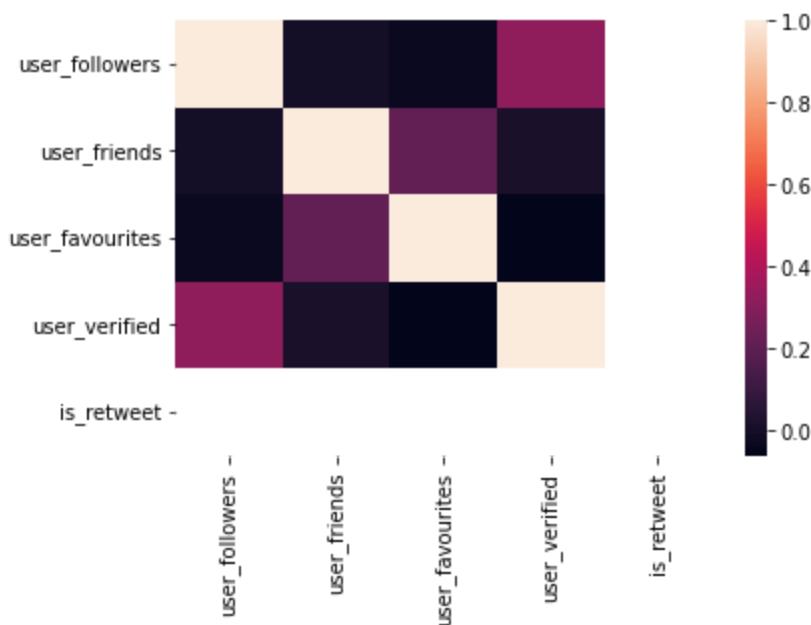 user_followers
user_friends
user_favourites
user_verified
is_retweet
user_followers
user_friends
user_favourites
user_verified
is_retweet
1.0
0.8
0.6
0.4
0.2
0.0